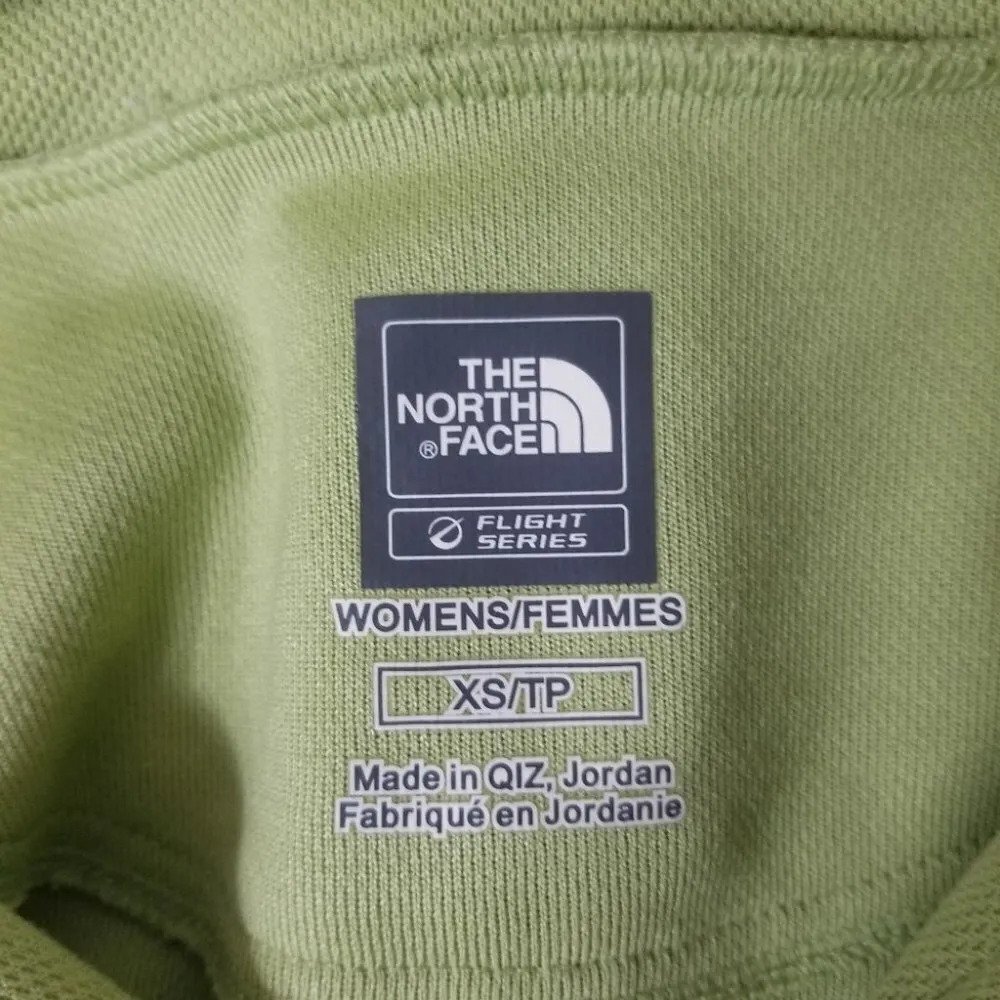 THE
NORTH
®FACE
FLIGHT
SERIES
WOMENS/FEMMES
XS/TP
Made in QIZ, Jordan
Fabriqué en Jordanie